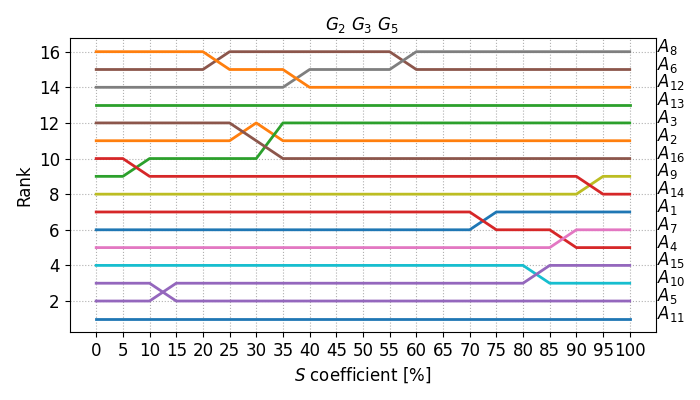 G₂ G₃ G₅
16
14
12
10
8
6
4
2
Rank
A₈
A₆
A₁₂
A₁₃
A₃
A₂
A₁₆
A₉
A₁₄
A₁
A₇
A₄
A₁₅
A₁₀
A₅
A₁₁
0 5 10 15 20 25 30 35 40 45 50 55 60 65 70 75 80 85 90 95 100
S coefficient [%]